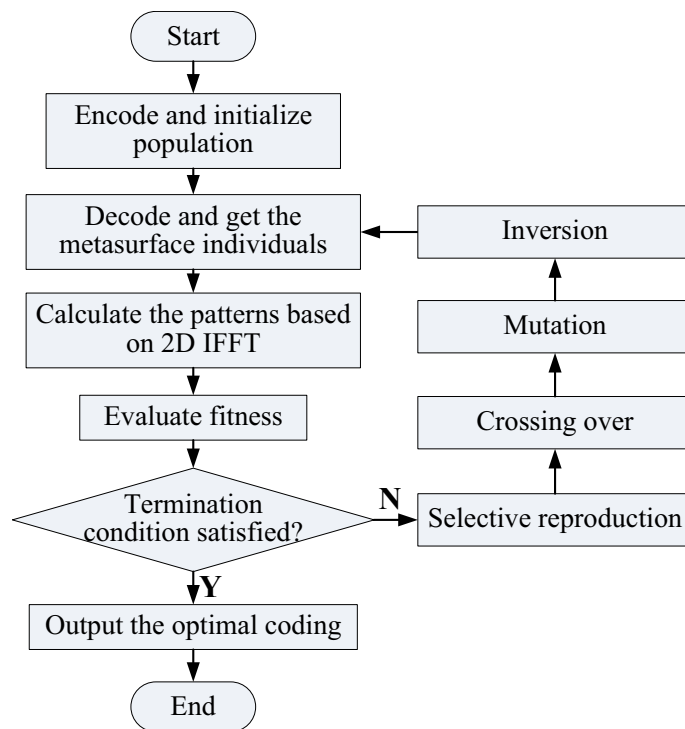 Start
Encode and initialize
population
Decode and get the
metasurface individuals
Calculate the patterns based
on 2D IFFT
Evaluate fitness
Termination
condition satisfied?
N
Selective reproduction
Crossing over
Mutation
Inversion
Y
Output the optimal coding
End